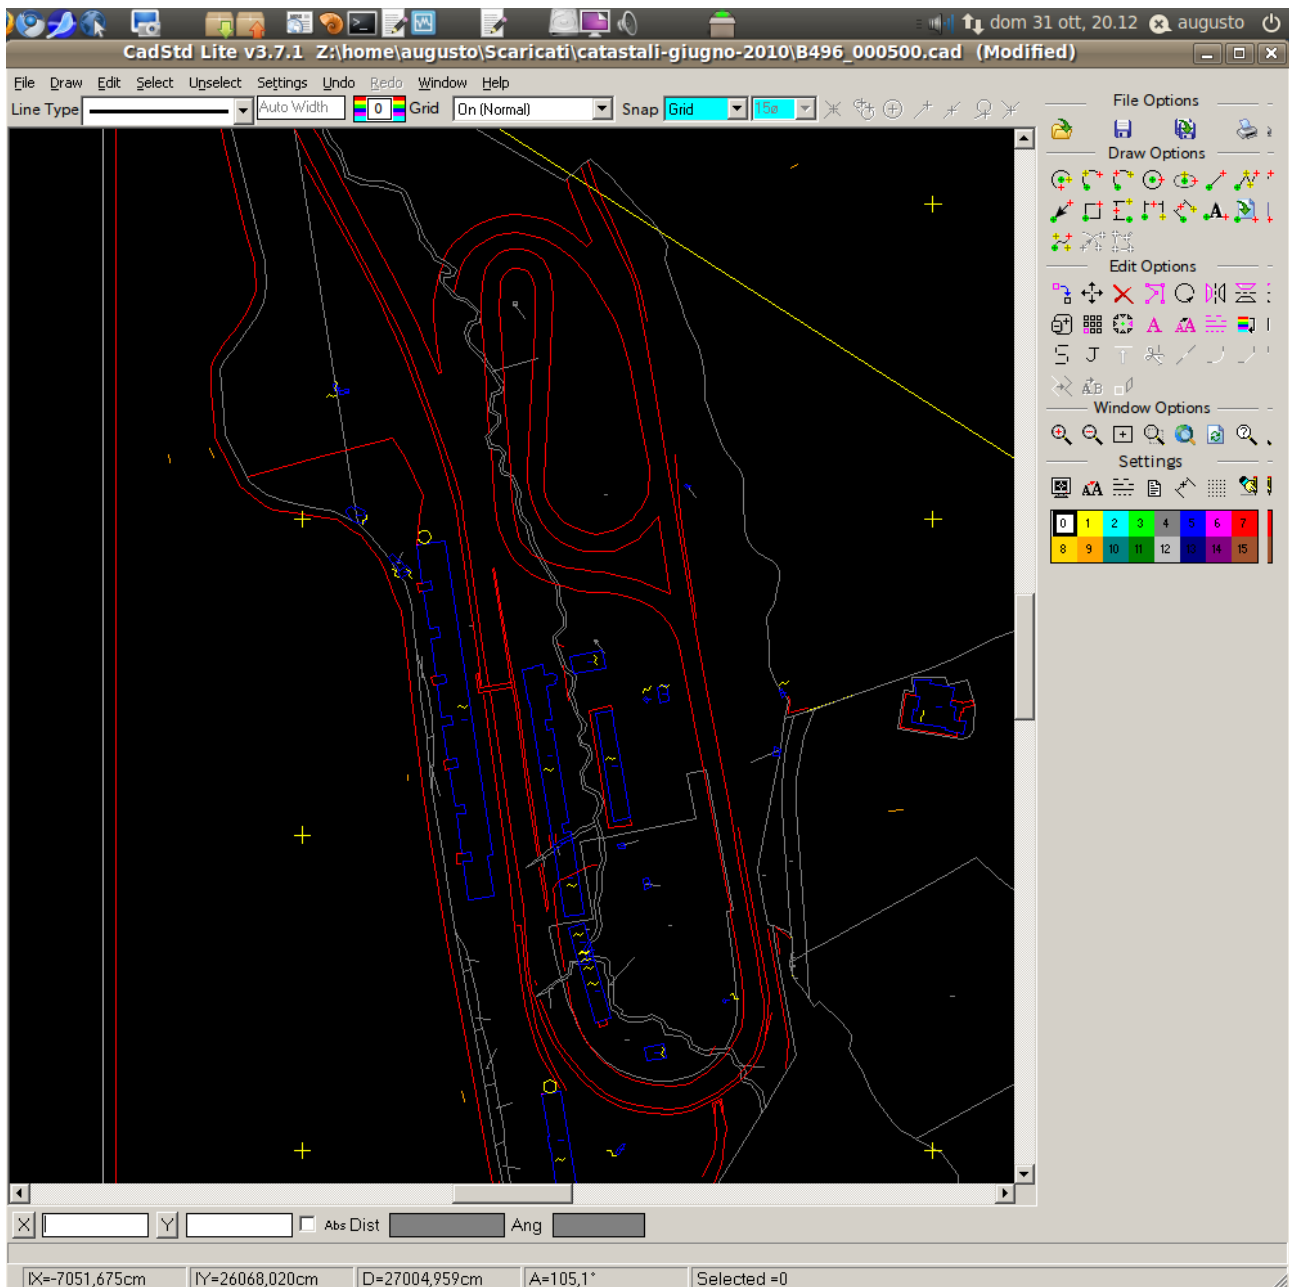 dom 31 ott, 20.12 augusto
CadStd Lite v3.7.1 Z:\home\augusto\Scaricati\catastali-giugno-2010\B496_000500.cad (Modified)
File Draw Edit Select Unselect Settings Undo Redo Window Help
Line Type Auto Width 0 Grid On (Normal) Snap Grid 15ø
File Options
Draw Options
A
Edit Options
A AA
S J T
AB
Window Options
Settings
AA
0 1 2 3 4 5 6 7
8 9 10 11 12 13 14 15
X Y Abs Dist Ang
IX=-7051,675cm IY=26068,020cm D=27004,959cm A=105,1° Selected =0